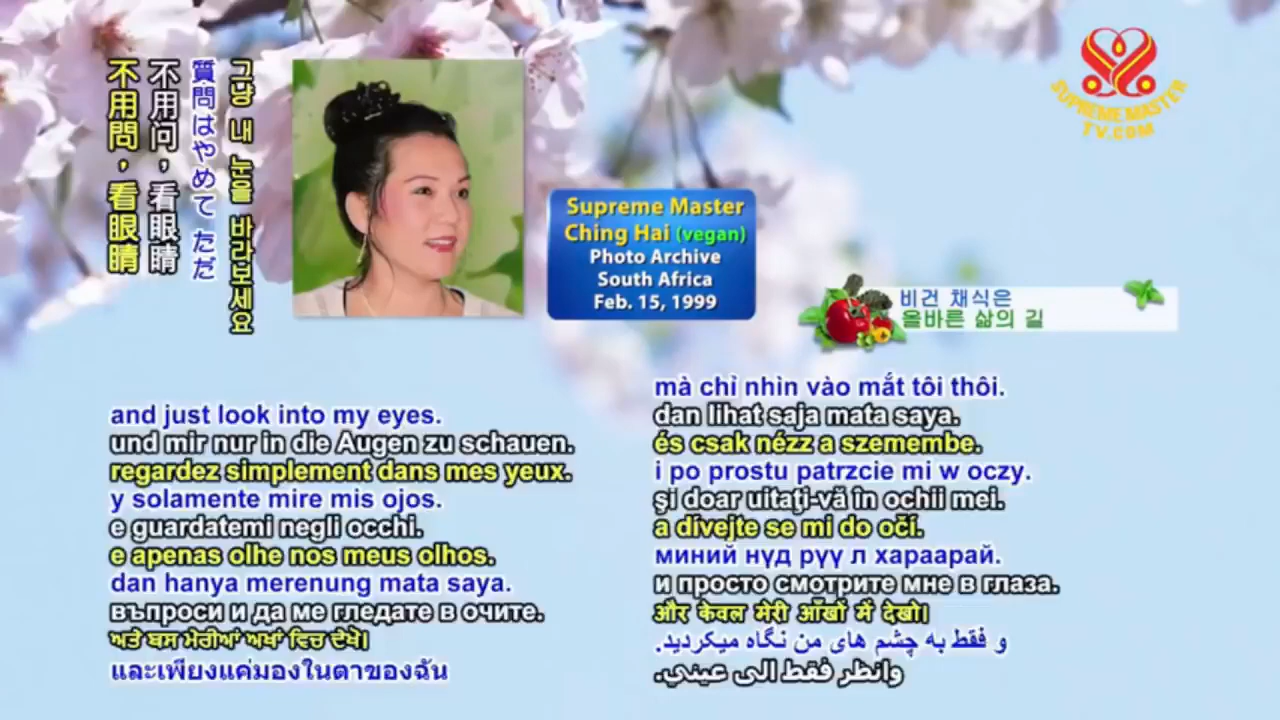 不用問，看眼睛
不用问，看眼睛
質問はやめて ただ
그냥 내 눈을 바라보세요
SUPREME MASTER
TV.COM
Supreme Master
Ching Hai (vegan)
Photo Archive
South Africa
Feb. 15, 1999
비건 채식은
올바른 삶의 길
and just look into my eyes.
und mir nur in die Augen zu schauen.
regardez simplement dans mes yeux.
y solamente mire mis ojos.
e guardatemi negli occhi.
e apenas olhe nos meus olhos.
dan hanya merenung mata saya.
въпроси и да ме гледате в очите.
ਅਤੇ ਬਸ ਮੇਰੀਆਂ ਅਖਾਂ ਵਿਚ ਦੇਖੋ।
และเพียงแค่มองในตาของฉัน
mà chỉ nhìn vào mắt tôi thôi.
dan lihat saja mata saya.
és csak nézz a szemembe.
i po prostu patrzcie mi w oczy.
şi doar uitaţi-vă în ochii mei.
a dívejte se mi do očí.
миний нүд рүү л хараарай.
и просто смотрите мне в глаза.
और केवल मेरी आँखों में देखो।
و فقط به چشم های من نگاه میکردید.
وانظر فقط الى عيني.